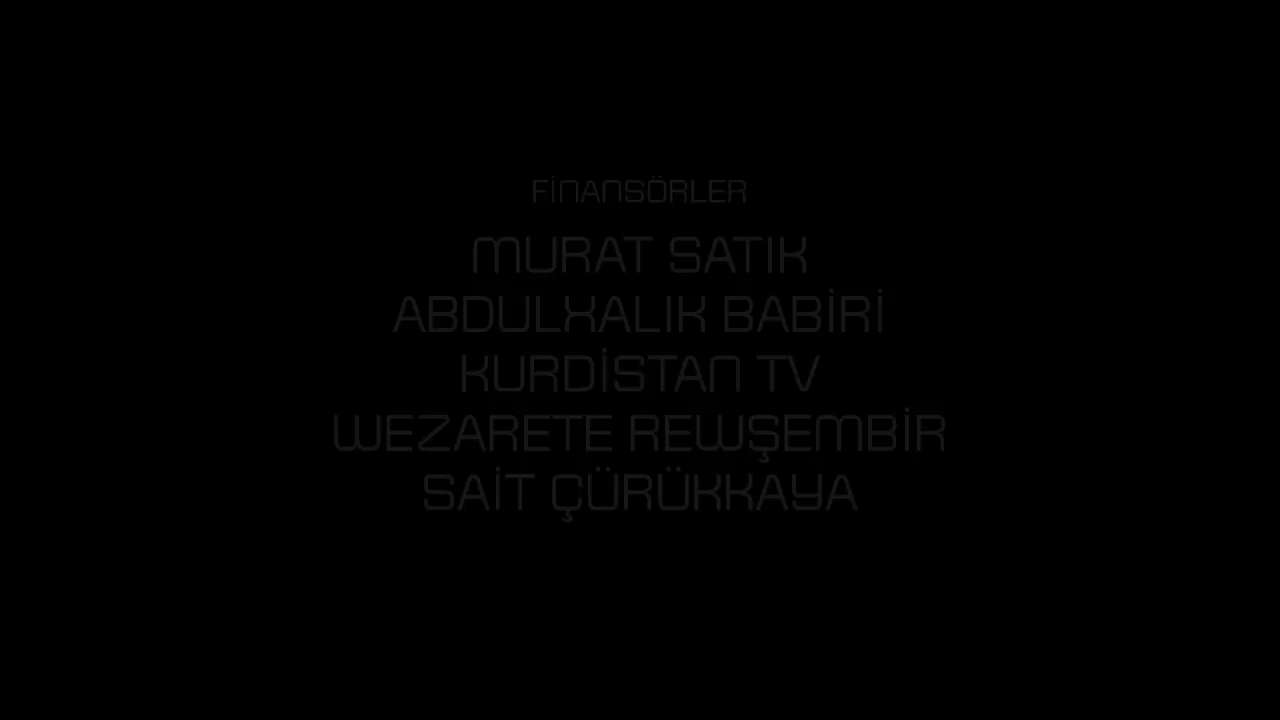 FİNANSÖRLER
MURAT SATIK
ABDULXALIK BABİRİ
KURDİSTAN TV
WEZARETE REWŞEMBİR
SAİT ÇÜRÜKKAYA